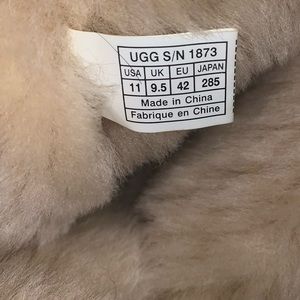 UGG S/N 1873
USA UK EU JAPAN
11 9.5 42 285
Made in China
Fabrique en Chine